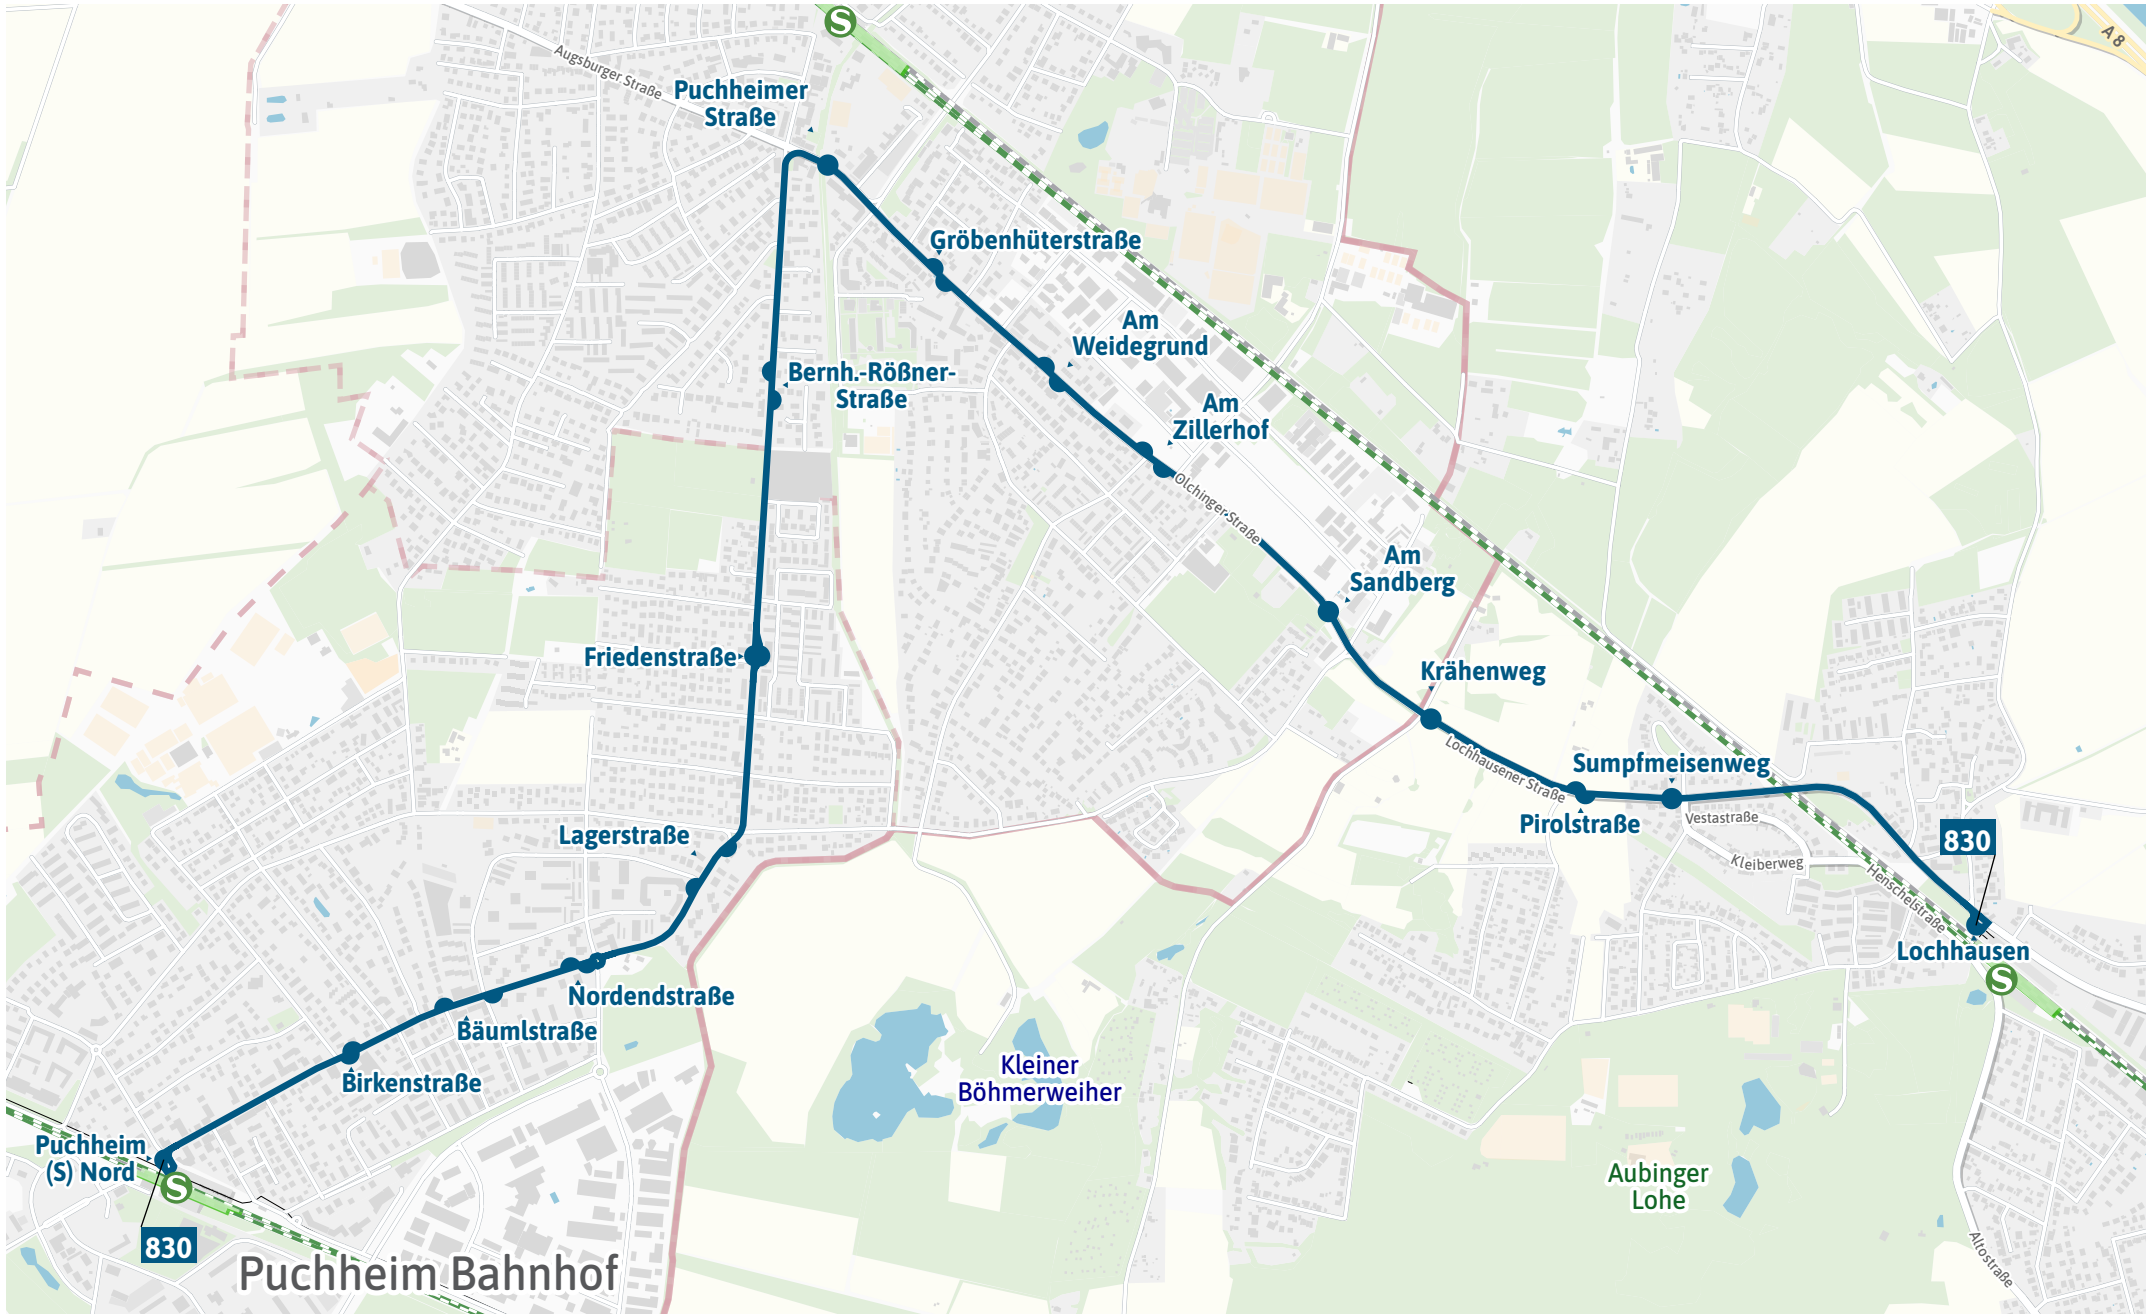 S
A 8
Augsburger Straße
Puchheimer
Straße
Gröbenhüterstraße
Am
Weidegrund
Bernh.-Rößner-
Straße
Am
Zillerhof
Olchinger Straße
Am
Sandberg
Friedenstraße
Krähenweg
Lochhausener Straße
Sumpfmeisenweg
Pirolstraße
Vestastraße
Kleiberweg
Henschelstraße
830
Lochhausen
S
Lagerstraße
Nordendstraße
Bäumlstraße
Birkenstraße
Kleiner
Böhmerweiher
Puchheim
(S) Nord
S
830
Puchheim Bahnhof
Aubinger
Lohe
Altostraße